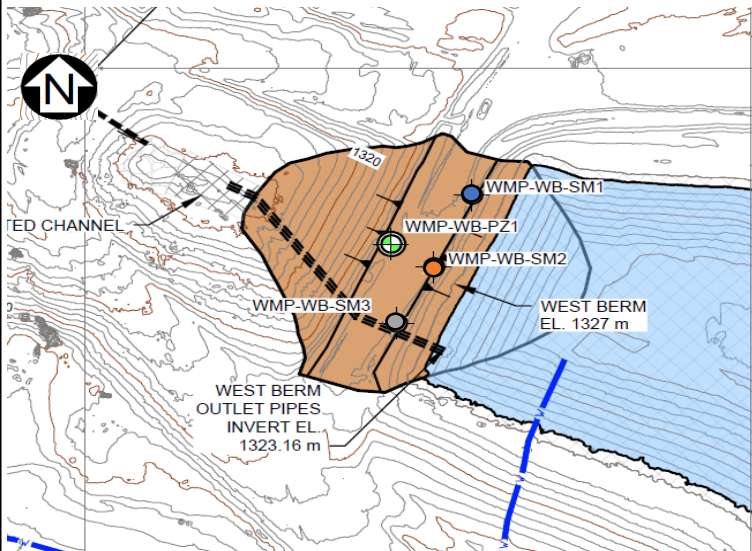 N
1320
WMP-WB-SM1
TED CHANNEL
WMP-WB-PZ1
WMP-WB-SM2
WMP-WB-SM3
WEST BERM
EL. 1327 m
WEST BERM
OUTLET PIPES
INVERT EL.
1323.16 m
W
W
W